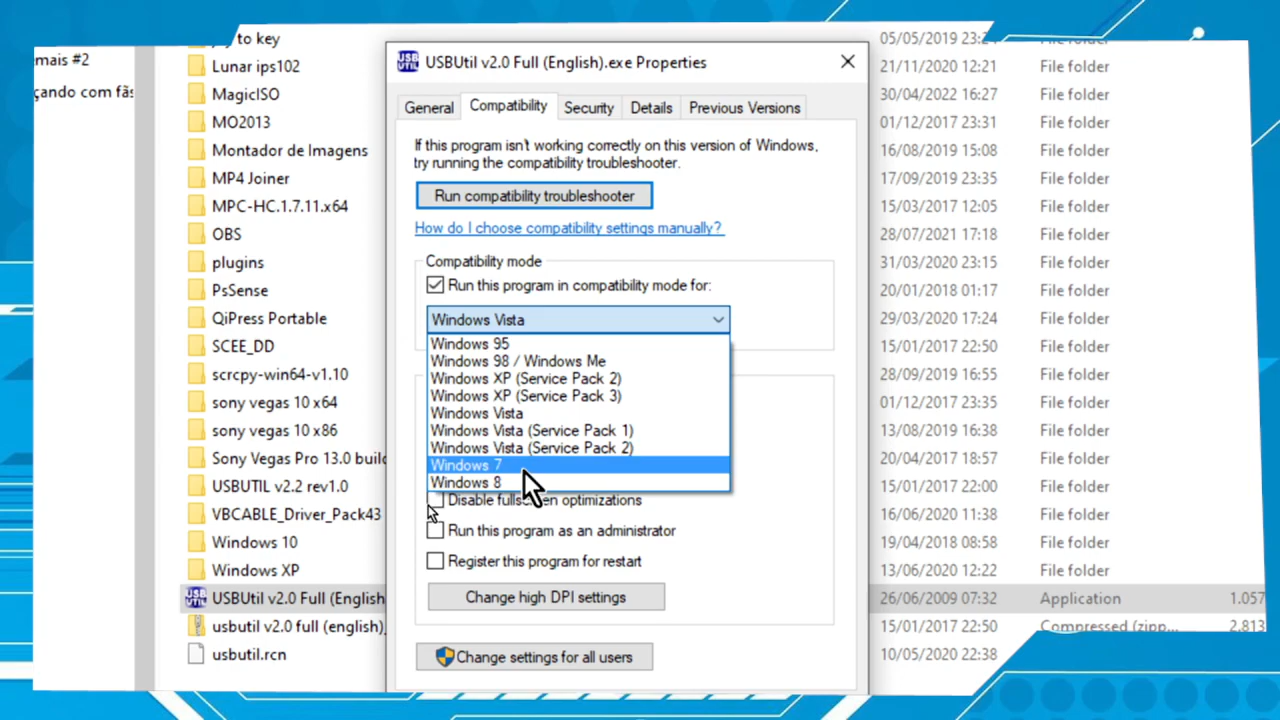 mais #2
çando com fãs
to key
Lunar ips102
MagicISO
MO2013
Montador de Imagens
MP4 Joiner
MPC-HC.1.7.11.x64
OBS
plugins
PsSense
QiPress Portable
SCEE_DD
scrcpy-win64-v1.10
sony vegas 10 x64
sony vegas 10 x86
Sony Vegas Pro 13.0 build
USBUTIL v2.2 rev1.0
VBCABLE_Driver_Pack43
Windows 10
Windows XP
USBUtil v2.0 Full (English
usbutil v2.0 full (english)
usbutil.rcn
USB UTIL
USBUtil v2.0 Full (English).exe Properties
General Compatibility Security Details Previous Versions
If this program isn't working correctly on this version of Windows,
try running the compatibility troubleshooter.
Run compatibility troubleshooter
How do I choose compatibility settings manually?
Compatibility mode
Run this program in compatibility mode for:
Windows Vista
Windows 95
Windows 98 / Windows Me
Windows XP (Service Pack 2)
Windows XP (Service Pack 3)
Windows Vista
Windows Vista (Service Pack 1)
Windows Vista (Service Pack 2)
Windows 7
Windows 8
Disable fullscreen optimizations
Run this program as an administrator
Register this program for restart
Change high DPI settings
Change settings for all users
05/05/2019 File folder
21/11/2020 12:21 File folder
30/04/2022 16:27 File folder
01/12/2017 23:31 File folder
16/08/2019 15:08 File folder
17/09/2019 23:35 File folder
15/03/2017 12:05 File folder
28/07/2021 17:18 File folder
31/03/2020 23:15 File folder
20/01/2018 01:17 File folder
29/03/2020 17:24 File folder
15/01/2017 22:50 File folder
28/09/2019 16:55 File folder
01/12/2017 23:35 File folder
13/08/2019 16:38 File folder
20/04/2017 18:57 File folder
15/01/2017 22:00 File folder
16/06/2020 11:38 File folder
19/04/2018 08:58 File folder
13/06/2020 12:22 File folder
26/06/2009 07:32 Application 1.057
15/01/2017 22:50 Compressed (zipp... 2.813
10/05/2020 22:38